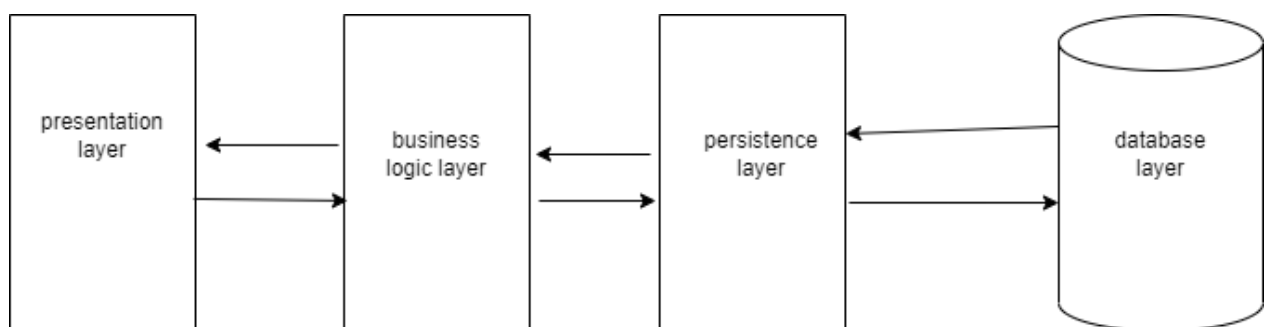 presentation
layer
business
logic layer
persistence
layer
database
layer